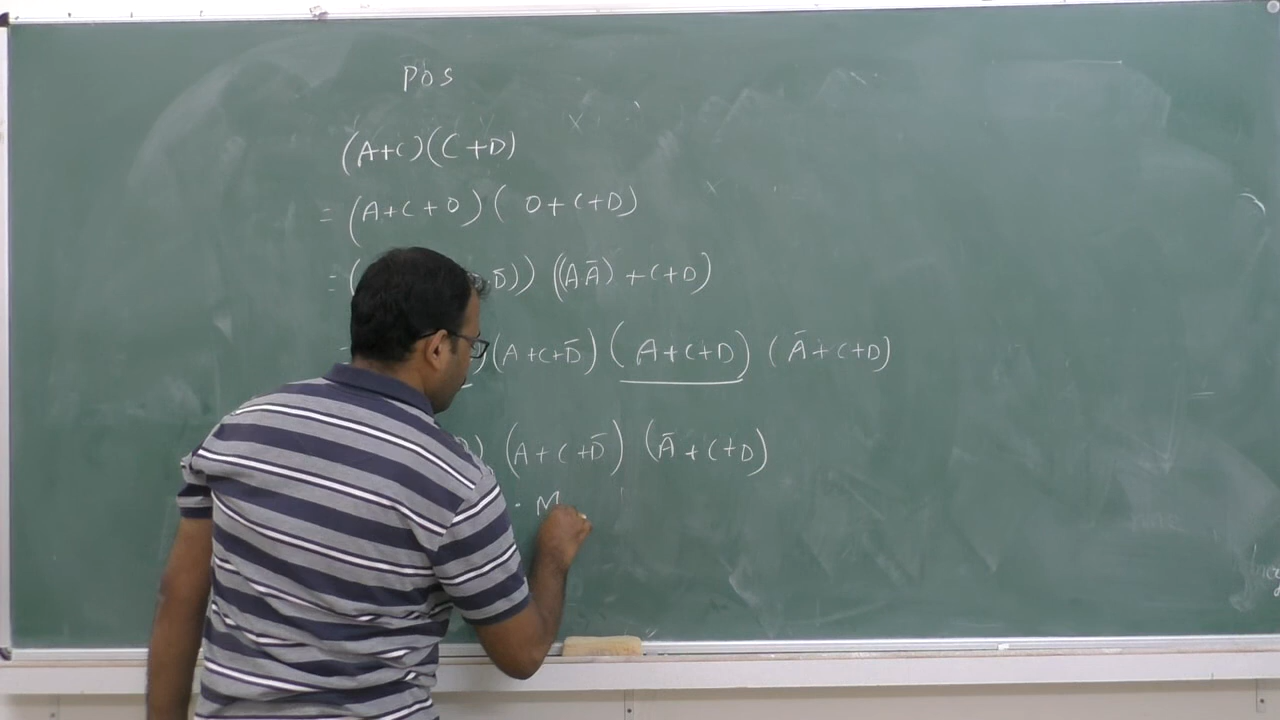 POS
(A+C)(C+D)
= (A+C+0)(0+C+D)
= ( D̄)) ((AĀ)+C+D)
)(A+C+D̄)(A+C+D)(Ā+C+D)
) (A+C+D̄) (Ā+C+D)
. M